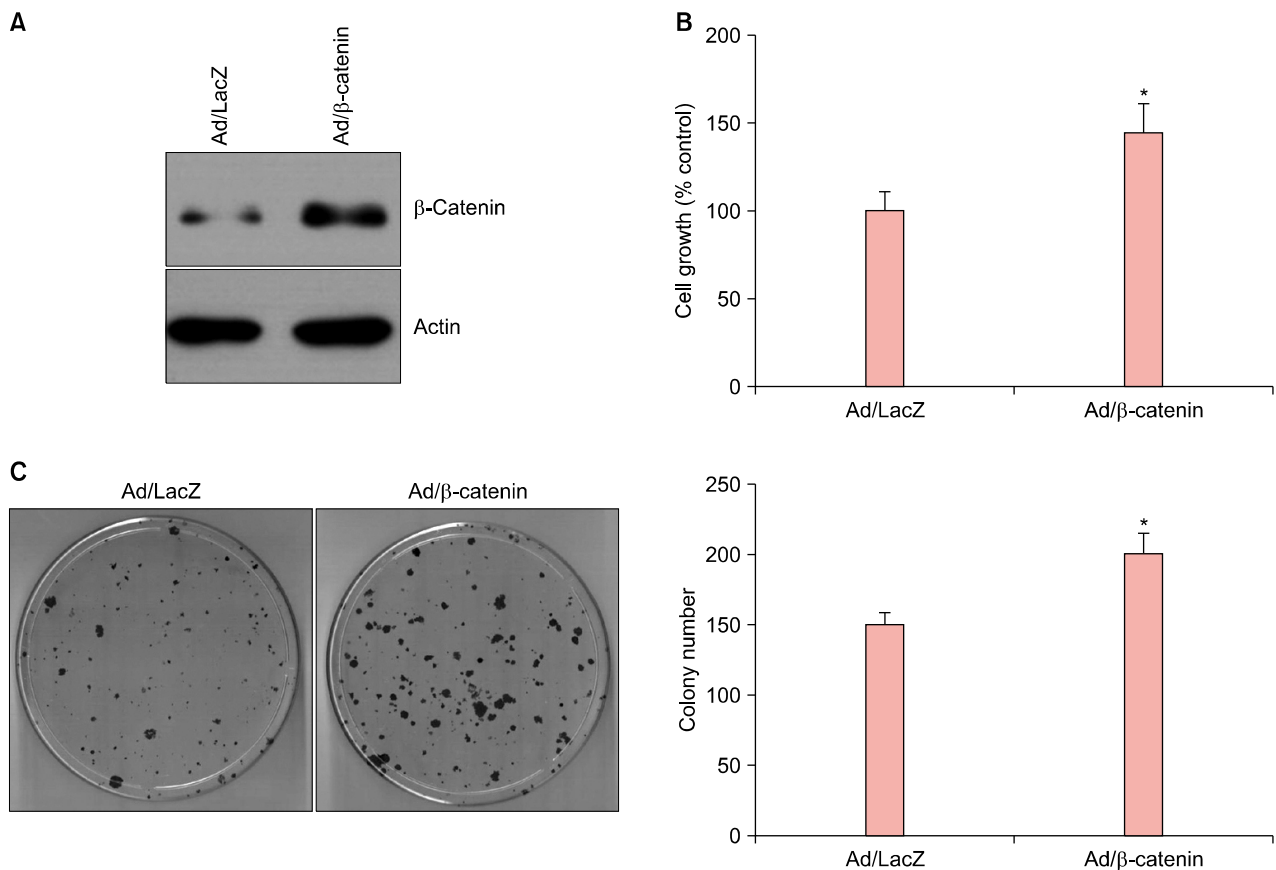 A
Ad/LacZ
Ad/β-catenin
β-Catenin
Actin
B
200
150
100
50
0
Cell growth (% control)
*
Ad/LacZ
Ad/β-catenin
C
Ad/LacZ
Ad/β-catenin
250
200
150
100
50
0
Colony number
*
Ad/LacZ
Ad/β-catenin